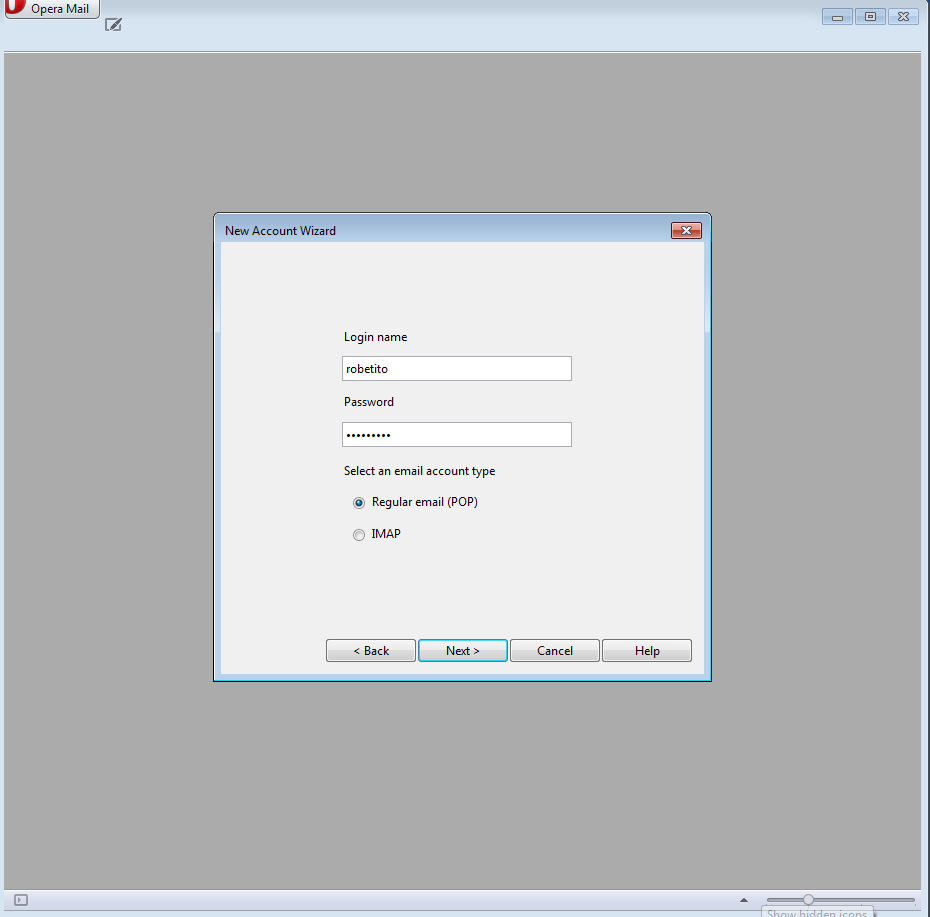 Opera Mail
New Account Wizard
Login name
robetito
Password
•••••••••
Select an email account type
Regular email (POP)
IMAP
< Back
Next >
Cancel
Help
Show hidden icons